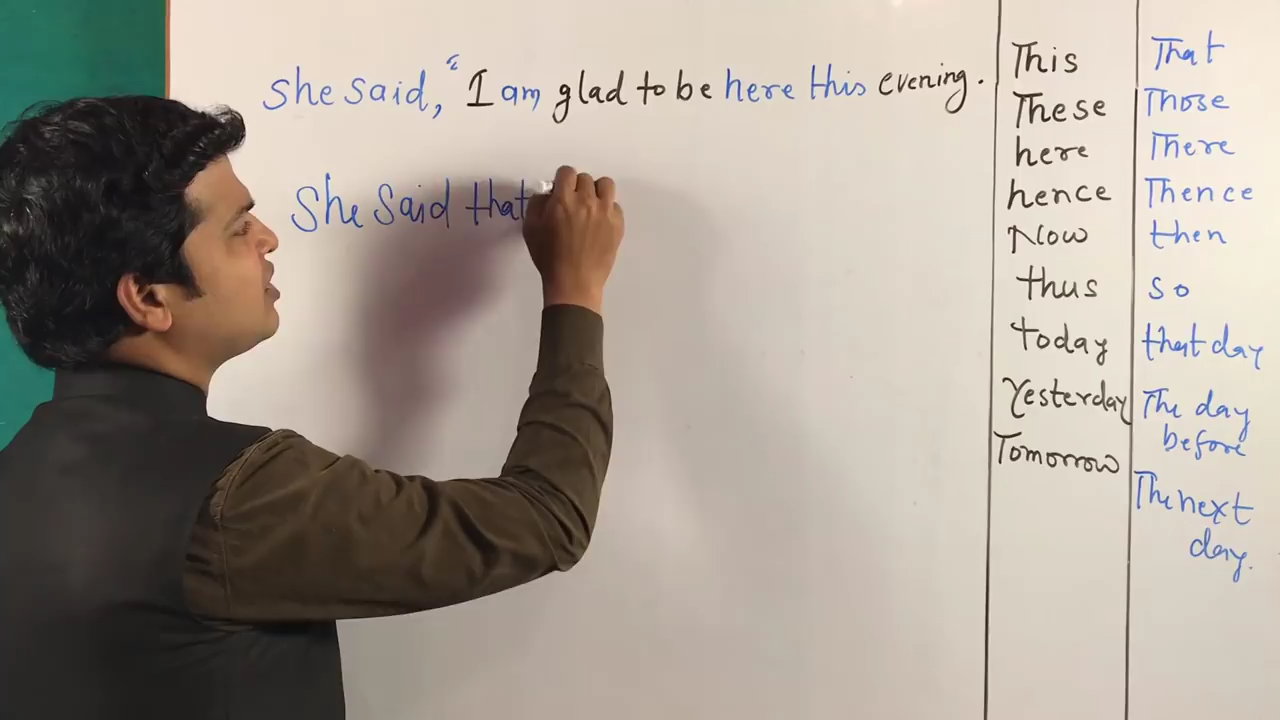 She said, “I am glad to be here this evening.
She Said that
This That
These Those
here There
hence Thence
Now then
thus so
today that day
Yesterday The day before
Tomorrow The next day.